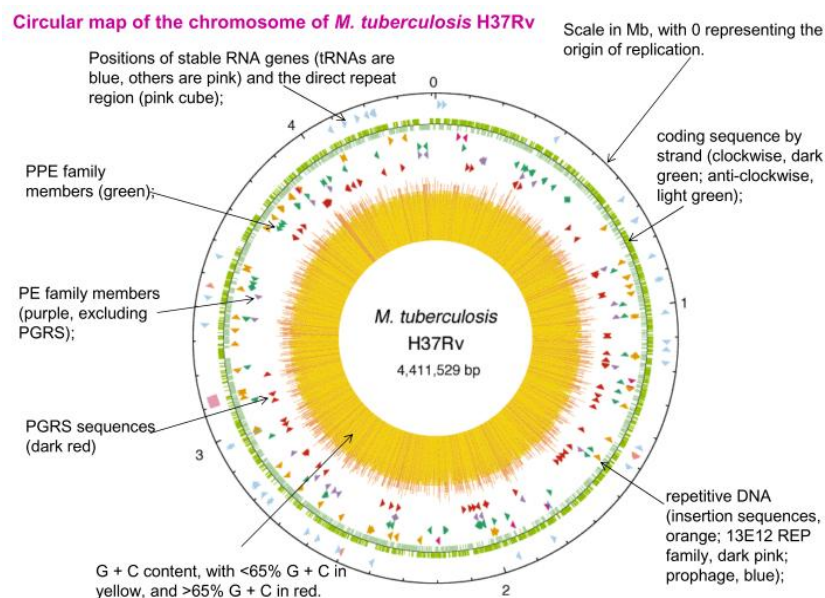 Circular map of the chromosome of M. tuberculosis H37Rv
Scale in Mb, with 0 representing the
origin of replication.
Positions of stable RNA genes (tRNAs are
blue, others are pink) and the direct repeat
region (pink cube);
0
4
coding sequence by
strand (clockwise, dark
green; anti-clockwise,
light green);
PPE family
members (green);
PE family members
(purple, excluding
PGRS);
1
M. tuberculosis
H37Rv
4,411,529 bp
PGRS sequences
(dark red)
3
repetitive DNA
(insertion sequences,
orange; 13E12 REP
family, dark pink;
prophage, blue);
G + C content, with <65% G + C in
yellow, and >65% G + C in red.
2